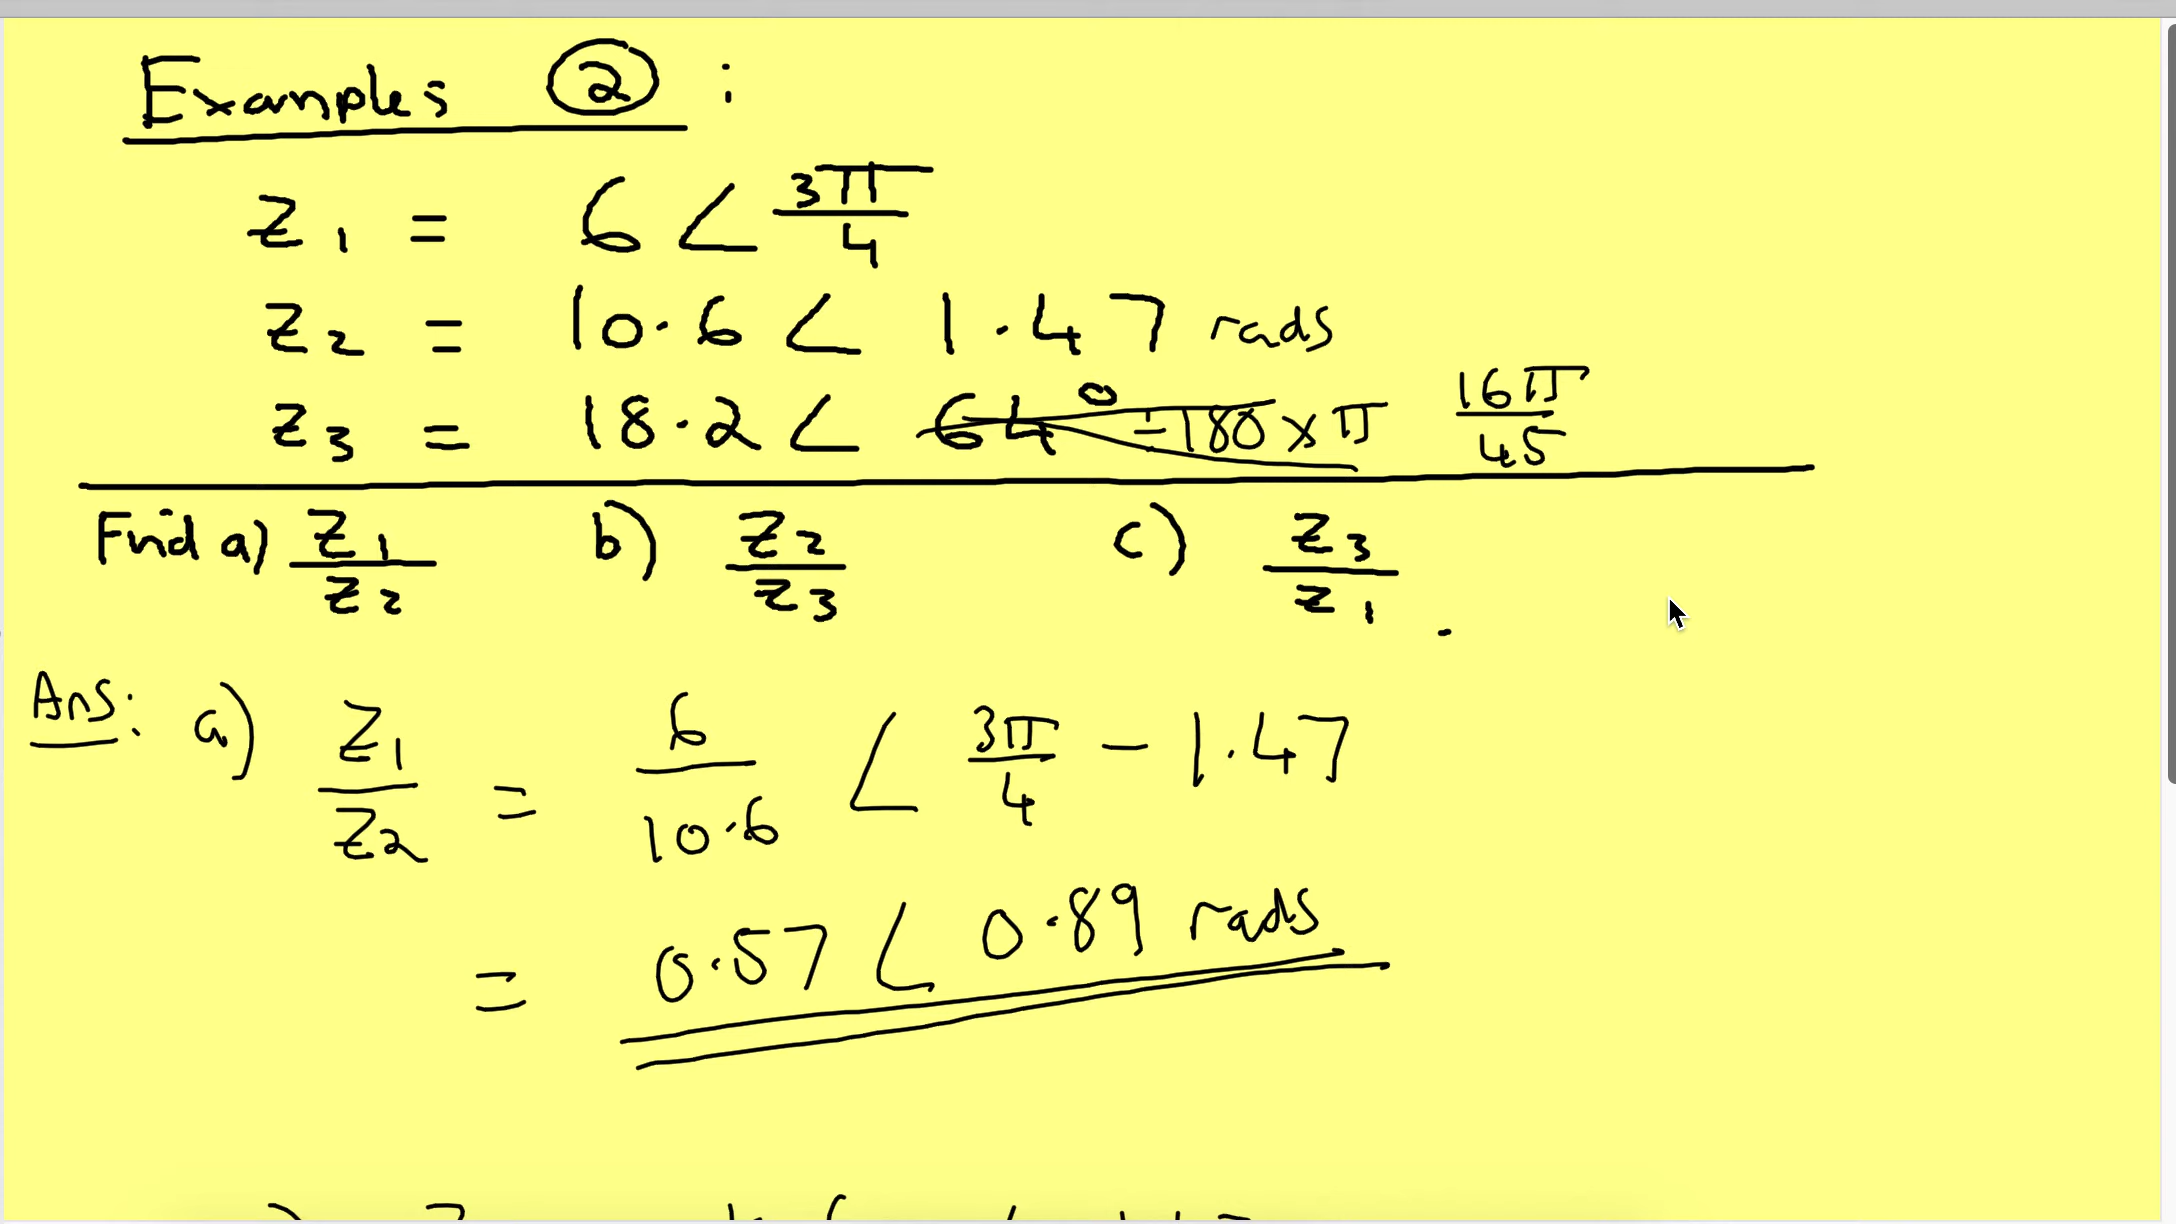 Examples ② :
Z1 = 6 ∠ 3π/4
Z2 = 10.6 ∠ 1.47 rads
Z3 = 18.2 ∠ 64° ÷180 × π 16π/45
Find a) Z1/Z2 b) Z2/Z3 c) Z3/Z1 .
Ans: a) Z1/Z2 = 6/10.6 ∠ 3π/4 − 1.47
= 0.57 ∠ 0.89 rads